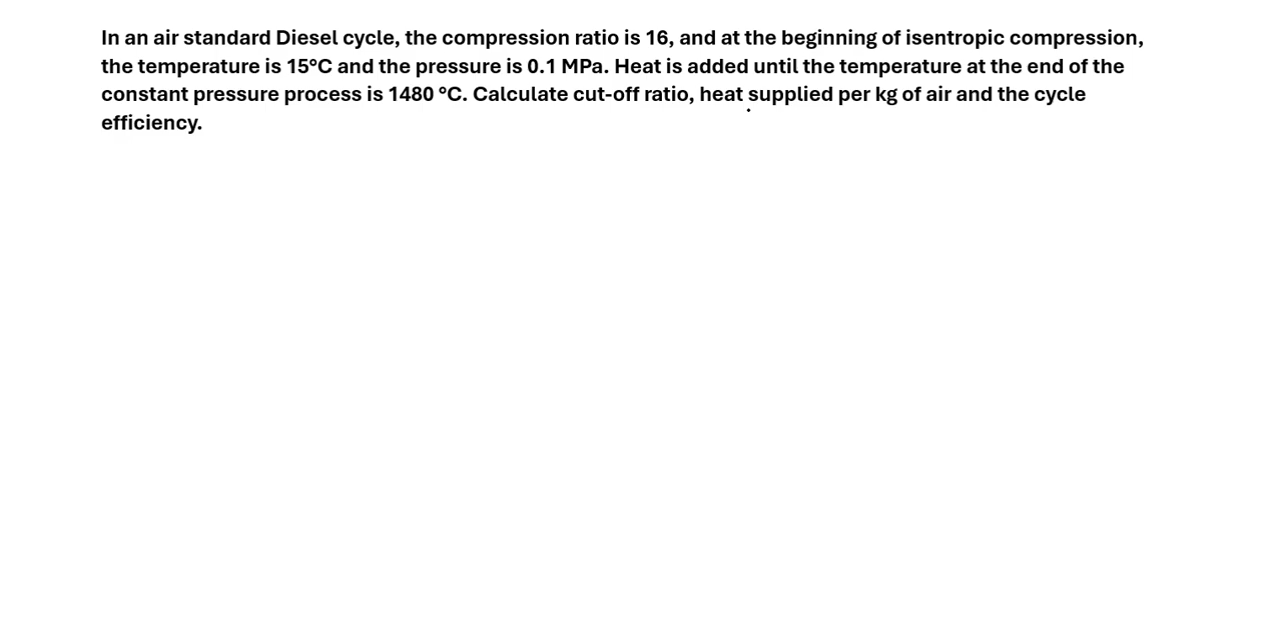 In an air standard Diesel cycle, the compression ratio is 16, and at the beginning of isentropic compression,
the temperature is 15°C and the pressure is 0.1 MPa. Heat is added until the temperature at the end of the
constant pressure process is 1480 °C. Calculate cut-off ratio, heat supplied per kg of air and the cycle
efficiency.